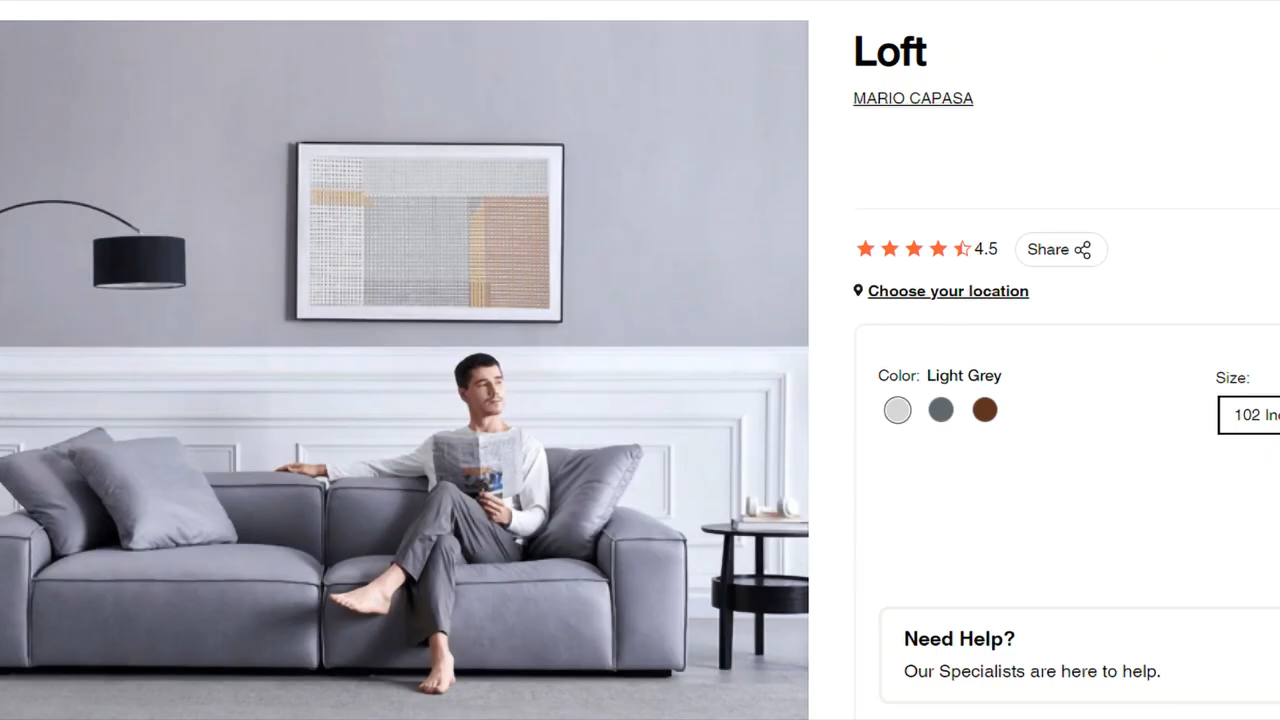 Loft
MARIO CAPASA
4.5
Share
Choose your location
Color: Light Grey
Size:
102
Need Help?
Our Specialists are here to help.